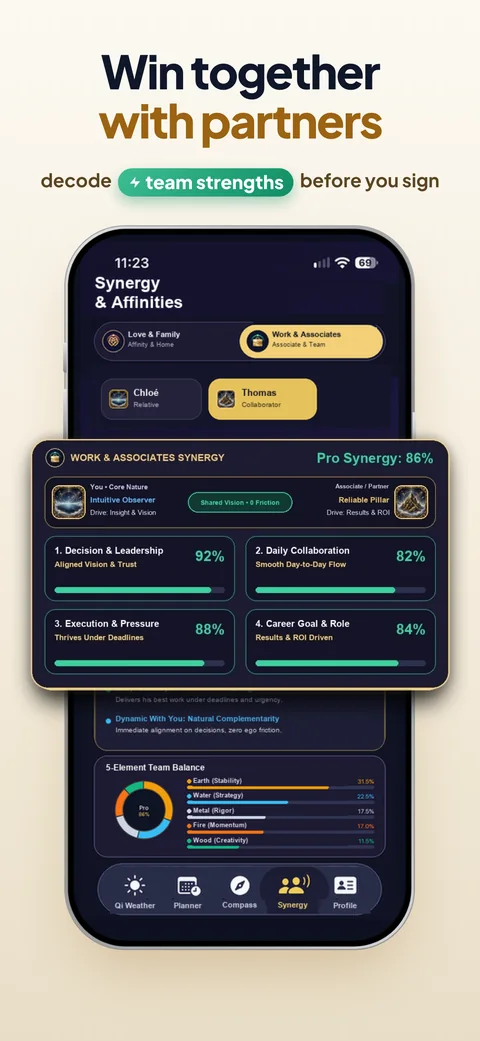 Win together
with partners
decode team strengths before you sign
11:23
69
Synergy
& Affinities
Love & Family
Affinity & Home
Work & Associates
Associate & Team
Chloé
Relative
Thomas
Collaborator
WORK & ASSOCIATES SYNERGY
Pro Synergy: 86%
You • Core Nature
Intuitive Observer
Drive: Insight & Vision
Shared Vision • 0 Friction
Associate / Partner
Reliable Pillar
Drive: Results & ROI
1. Decision & Leadership
Aligned Vision & Trust
92%
2. Daily Collaboration
Smooth Day-to-Day Flow
82%
3. Execution & Pressure
Thrives Under Deadlines
88%
4. Career Goal & Role
Results & ROI Driven
84%
Delivers his best work under deadlines and urgency.
Dynamic With You: Natural Complementarity
Immediate alignment on decisions, zero ego friction.
5-Element Team Balance
Pro
86%
Earth (Stability) 31.5%
Water (Strategy) 22.5%
Metal (Rigor) 17.5%
Fire (Momentum) 17.0%
Wood (Creativity) 11.5%
Qi Weather
Planner
Compass
Synergy
Profile